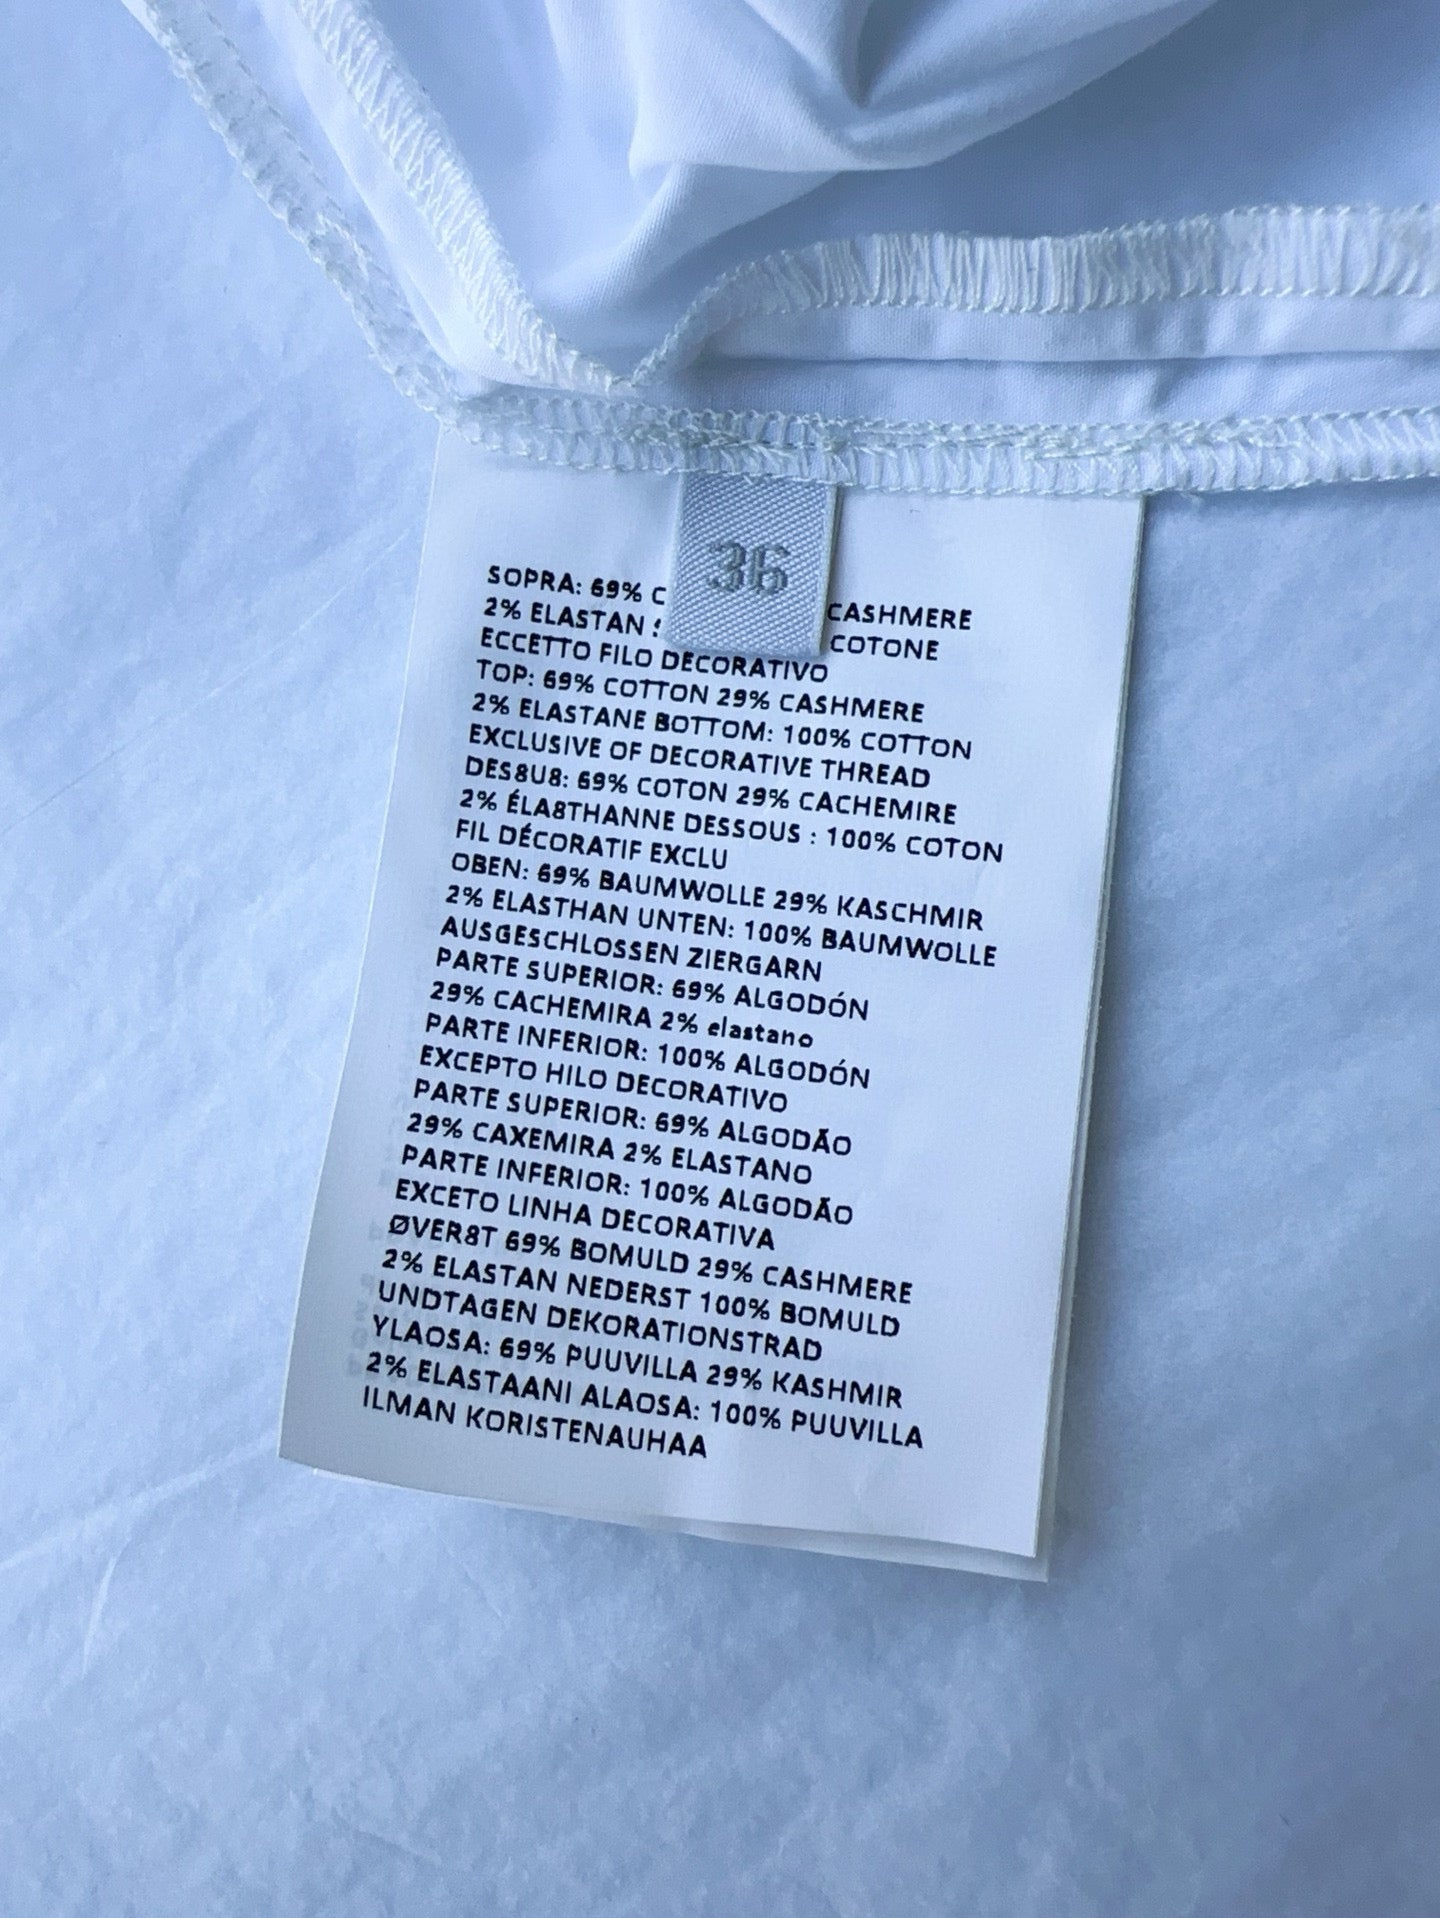 36
SOPRA: 69% CASHMERE
2% ELASTAN COTONE
ECCETTO FILO DECORATIVO
TOP: 69% COTTON 29% CASHMERE
2% ELASTANE BOTTOM: 100% COTTON
EXCLUSIVE OF DECORATIVE THREAD
DES8U8: 69% COTON 29% CACHEMIRE
2% ÉLA8THANNE DESSOUS : 100% COTON
FIL DÉCORATIF EXCLU
OBEN: 69% BAUMWOLLE 29% KASCHMIR
2% ELASTHAN UNTEN: 100% BAUMWOLLE
AUSGESCHLOSSEN ZIERGARN
PARTE SUPERIOR: 69% ALGODÓN
29% CACHEMIRA 2% elastano
PARTE INFERIOR: 100% ALGODÓN
EXCEPTO HILO DECORATIVO
PARTE SUPERIOR: 69% ALGODÃO
29% CAXEMIRA 2% ELASTANO
PARTE INFERIOR: 100% ALGODÃO
EXCETO LINHA DECORATIVA
ØVER8T 69% BOMULD 29% CASHMERE
2% ELASTAN NEDERST 100% BOMULD
UNDTAGEN DEKORATIONSTRAD
YLAOSA: 69% PUUVILLA 29% KASHMIR
2% ELASTAANI ALAOSA: 100% PUUVILLA
ILMAN KORISTENAUHAA